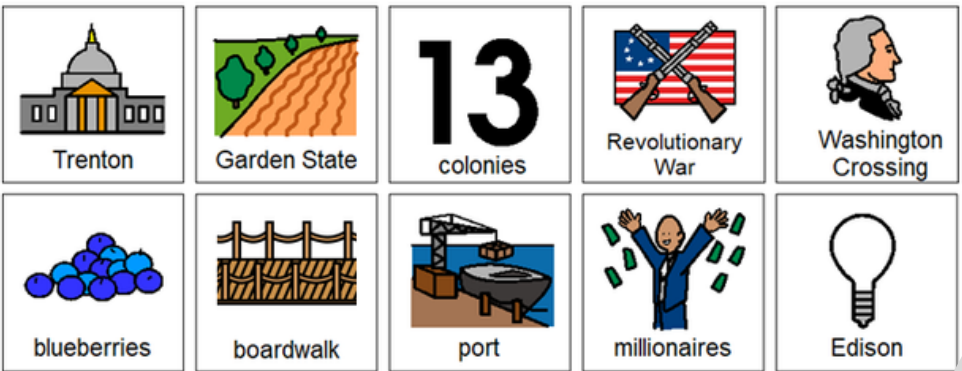 Trenton
Garden State
13
colonies
Revolutionary
War
Washington
Crossing
blueberries
boardwalk
port
millionaires
Edison